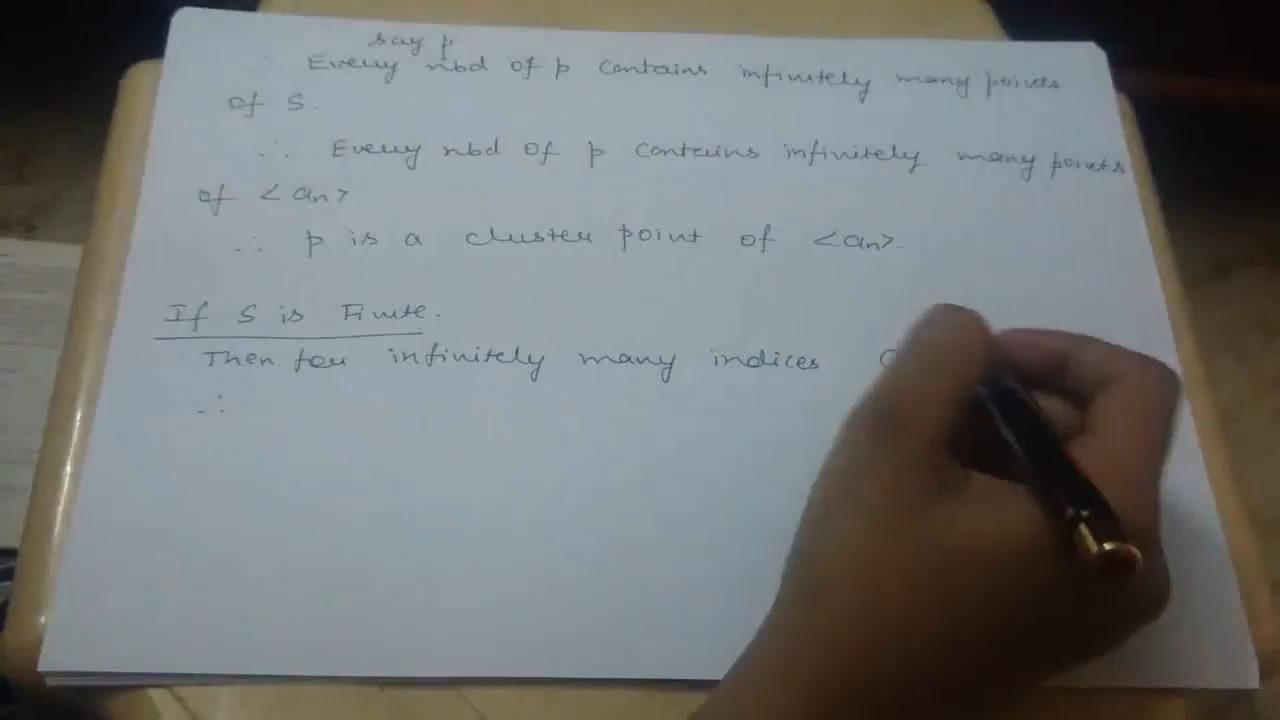 say p
Every nbd of p contains infinitely many points
of S.
∴ Every nbd of p contains infinitely many points
of <an>
∴ p is a cluster point of <an>.
If S is Finite.
Then for infinitely many indices
∴